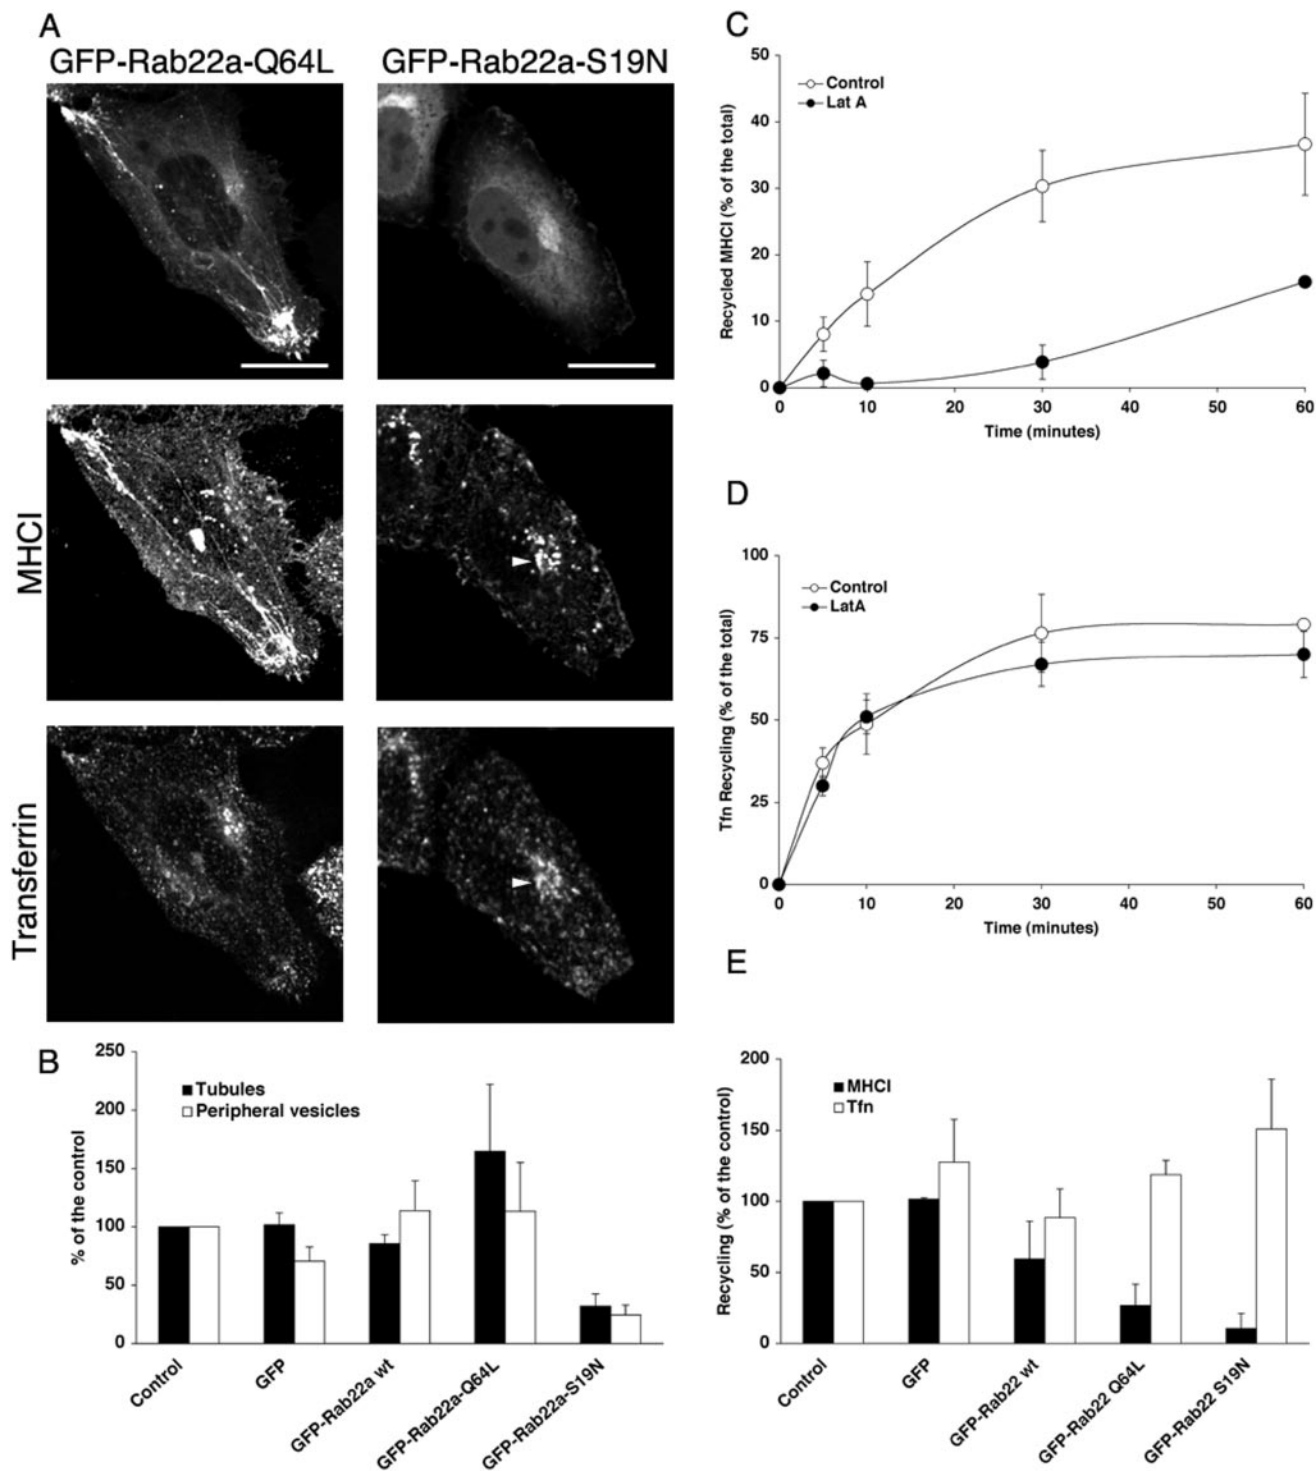 A
GFP-Rab22a-Q64L
GFP-Rab22a-S19N
MHCI
Transferrin
B
250
200
150
100
50
0
% of the control
Tubules
Peripheral vesicles
Control
GFP
GFP-Rab22a wt
GFP-Rab22a-Q64L
GFP-Rab22a-S19N
C
50
40
30
20
10
0
Recycled MHCI (% of the total)
Control
Lat A
0 10 20 30 40 50 60
Time (minutes)
D
100
75
50
25
0
Tfn Recycling (% of the total)
Control
LatA
0 10 20 30 40 50 60
Time (minutes)
E
200
150
100
50
0
Recycling (% of the control)
MHCI
Tfn
Control
GFP
GFP-Rab22 wt
GFP-Rab22 Q64L
GFP-Rab22 S19N